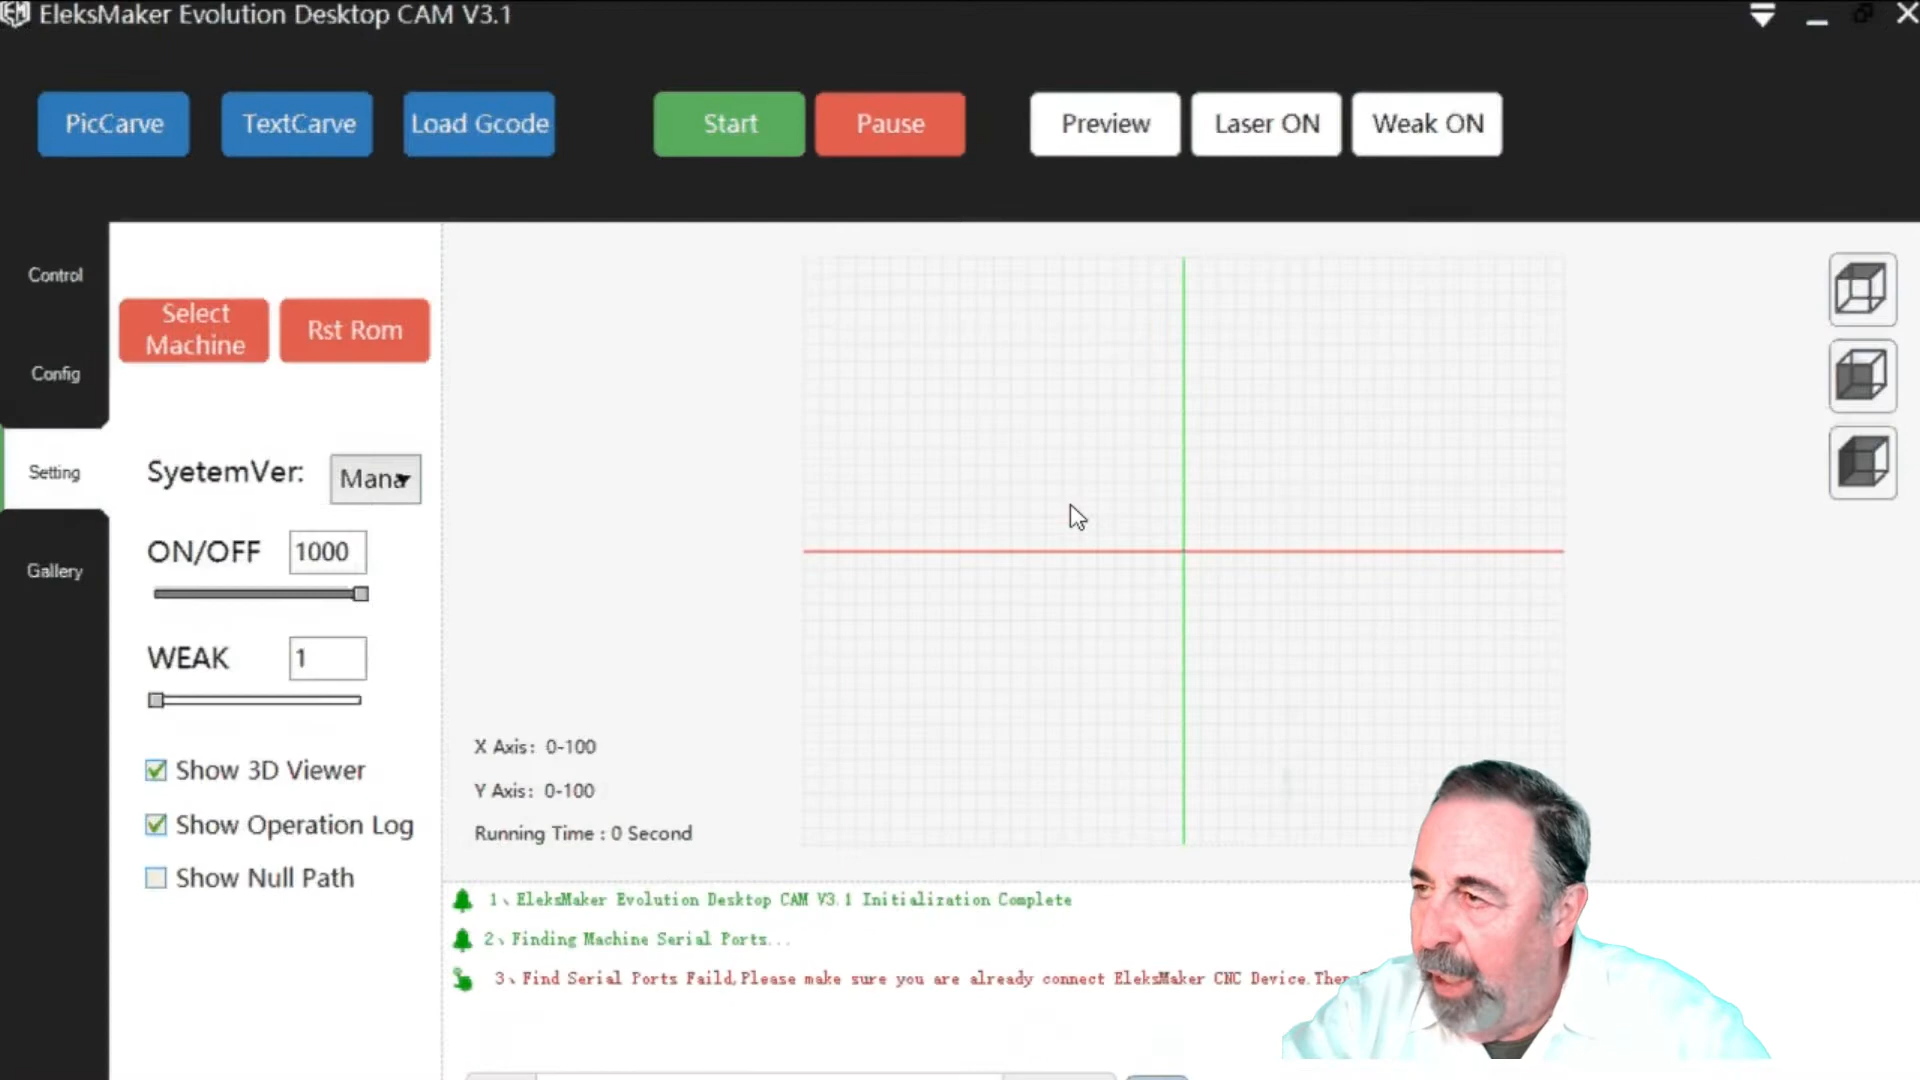 EleksMaker Evolution Desktop CAM V3.1
PicCarve
TextCarve
Load Gcode
Start
Pause
Preview
Laser ON
Weak ON
Control
Config
Setting
Gallery
Select
Machine
Rst Rom
SyetemVer:
Mana
ON/OFF
1000
WEAK
1
Show 3D Viewer
Show Operation Log
Show Null Path
X Axis: 0-100
Y Axis: 0-100
Running Time : 0 Second
1、EleksMaker Evolution Desktop CAM V3.1 Initialization Complete
2、Finding Machine Serial Ports...
3、Find Serial Ports Faild,Please make sure you are already connect EleksMaker CNC Device.Then